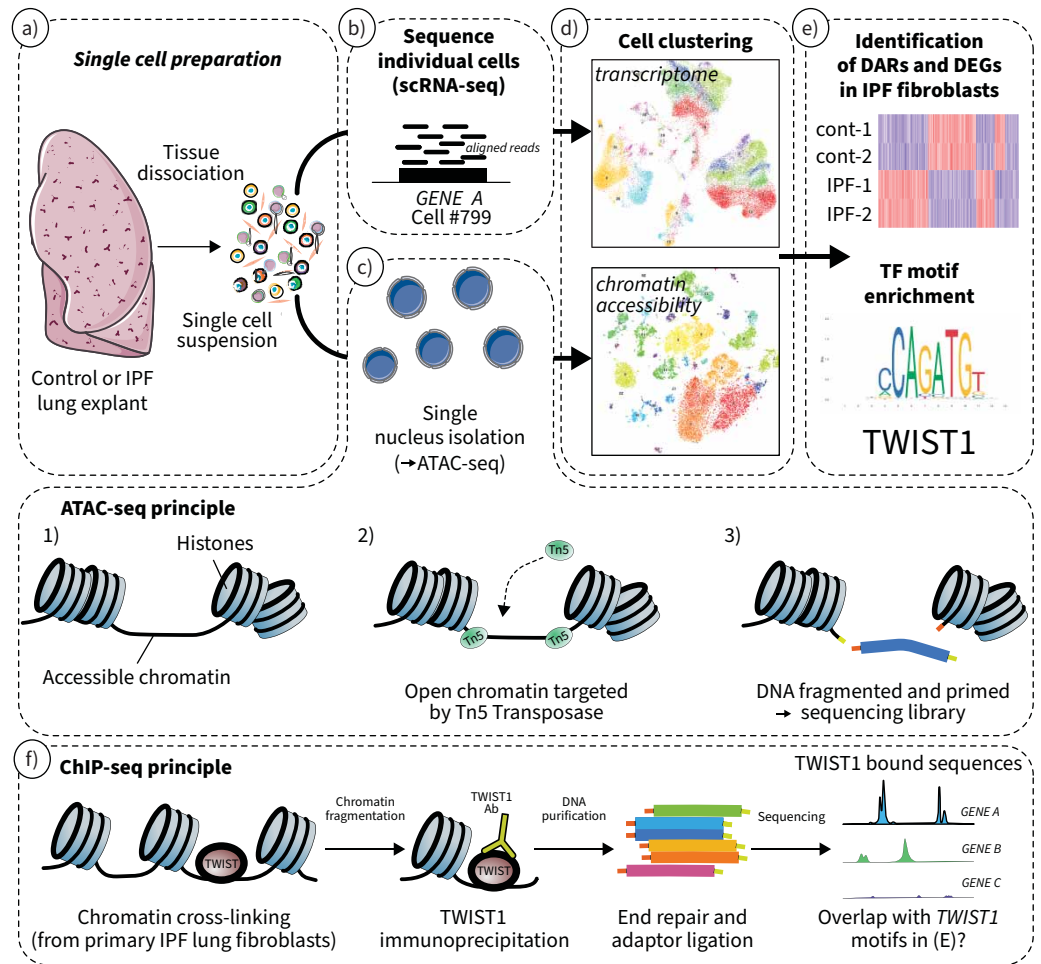 a)
Single cell preparation
Tissue
dissociation
Single cell
suspension
Control or IPF
lung explant
b)
Sequence
individual cells
(scRNA-seq)
aligned reads
GENE A
Cell #799
c)
Single
nucleus isolation
(→ATAC-seq)
d)
Cell clustering
transcriptome
chromatin
accessibility
e)
Identification
of DARs and DEGs
in IPF fibroblasts
cont-1
cont-2
IPF-1
IPF-2
TF motif
enrichment
CCAGATGT
TWIST1
ATAC-seq principle
1)
Histones
Accessible chromatin
2)
Tn5
Tn5
Tn5
Open chromatin targeted
by Tn5 Transposase
3)
DNA fragmented and primed
→ sequencing library
f)
ChIP-seq principle
TWIST
Chromatin cross-linking
(from primary IPF lung fibroblasts)
Chromatin
fragmentation
TWIST1
Ab
TWIST
TWIST1
immunoprecipitation
DNA
purification
End repair and
adaptor ligation
Sequencing
TWIST1 bound sequences
GENE A
GENE B
GENE C
Overlap with TWIST1
motifs in (E)?